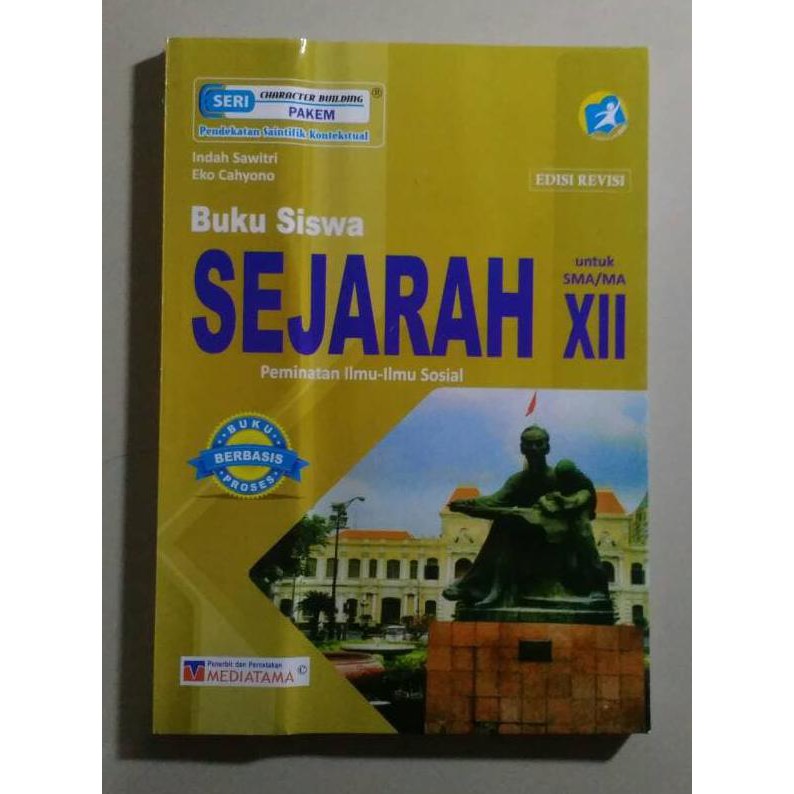 SERI
CHARACTER BUILDING
®
PAKEM
Pendekatan Saintifik Kontekstual
Indah Sawitri
Eko Cahyono
EDISI REVISI
Buku Siswa
SEJARAH
untuk
SMA/MA
XII
Peminatan Ilmu-Ilmu Sosial
BUKU
BERBASIS
PROSES
Penerbit dan Percetakan
MEDIATAMA ©